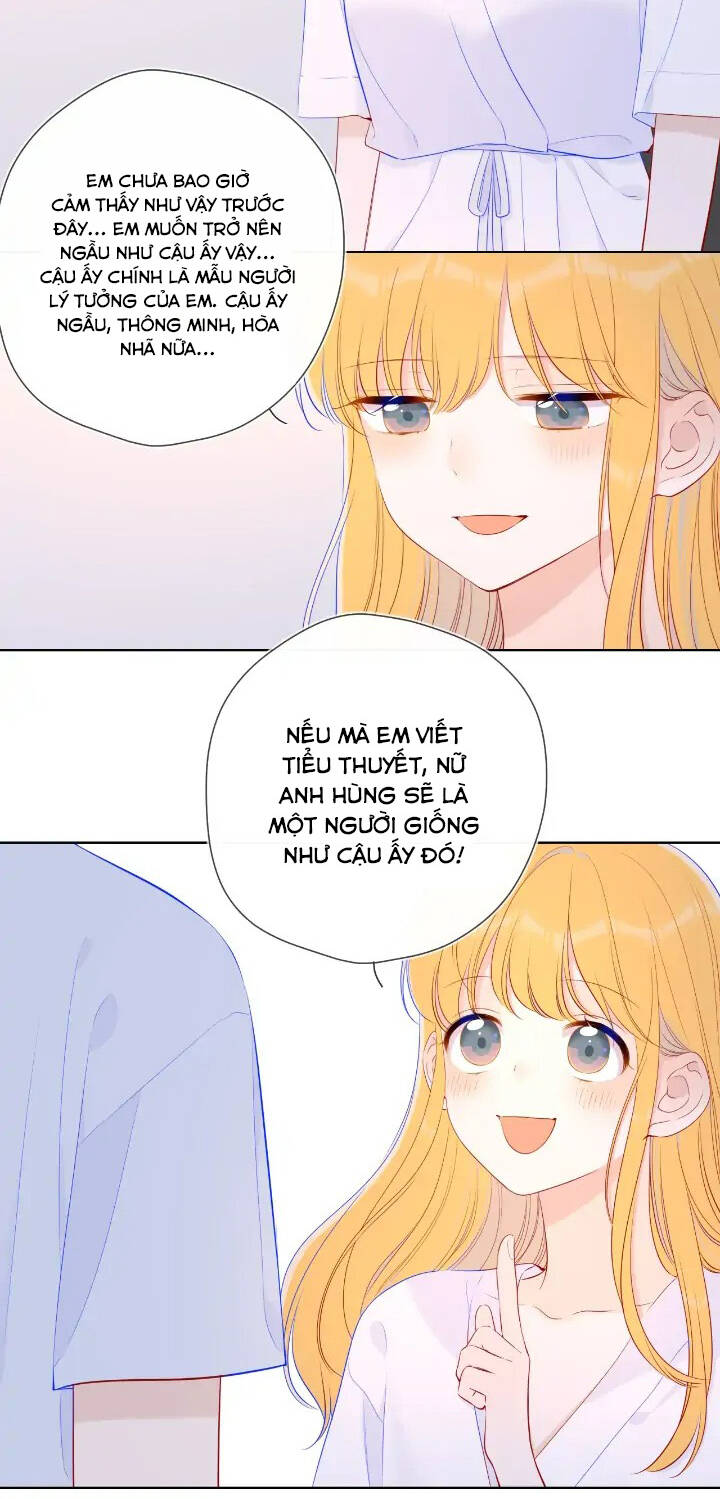 EM CHƯA BAO GIỜ
CẢM THẤY NHƯ VẬY TRƯỚC
ĐÂY... EM MUỐN TRỞ NÊN
NGẦU NHƯ CẬU ẤY VẬY...
CẬU ẤY CHÍNH LÀ MẪU NGƯỜI
LÝ TƯỞNG CỦA EM. CẬU ẤY
NGẦU, THÔNG MINH, HÒA
NHÃ NỮA...
NẾU MÀ EM VIẾT
TIỂU THUYẾT, NỮ
ANH HÙNG SẼ LÀ
MỘT NGƯỜI GIỐNG
NHƯ CẬU ẤY ĐÓ!